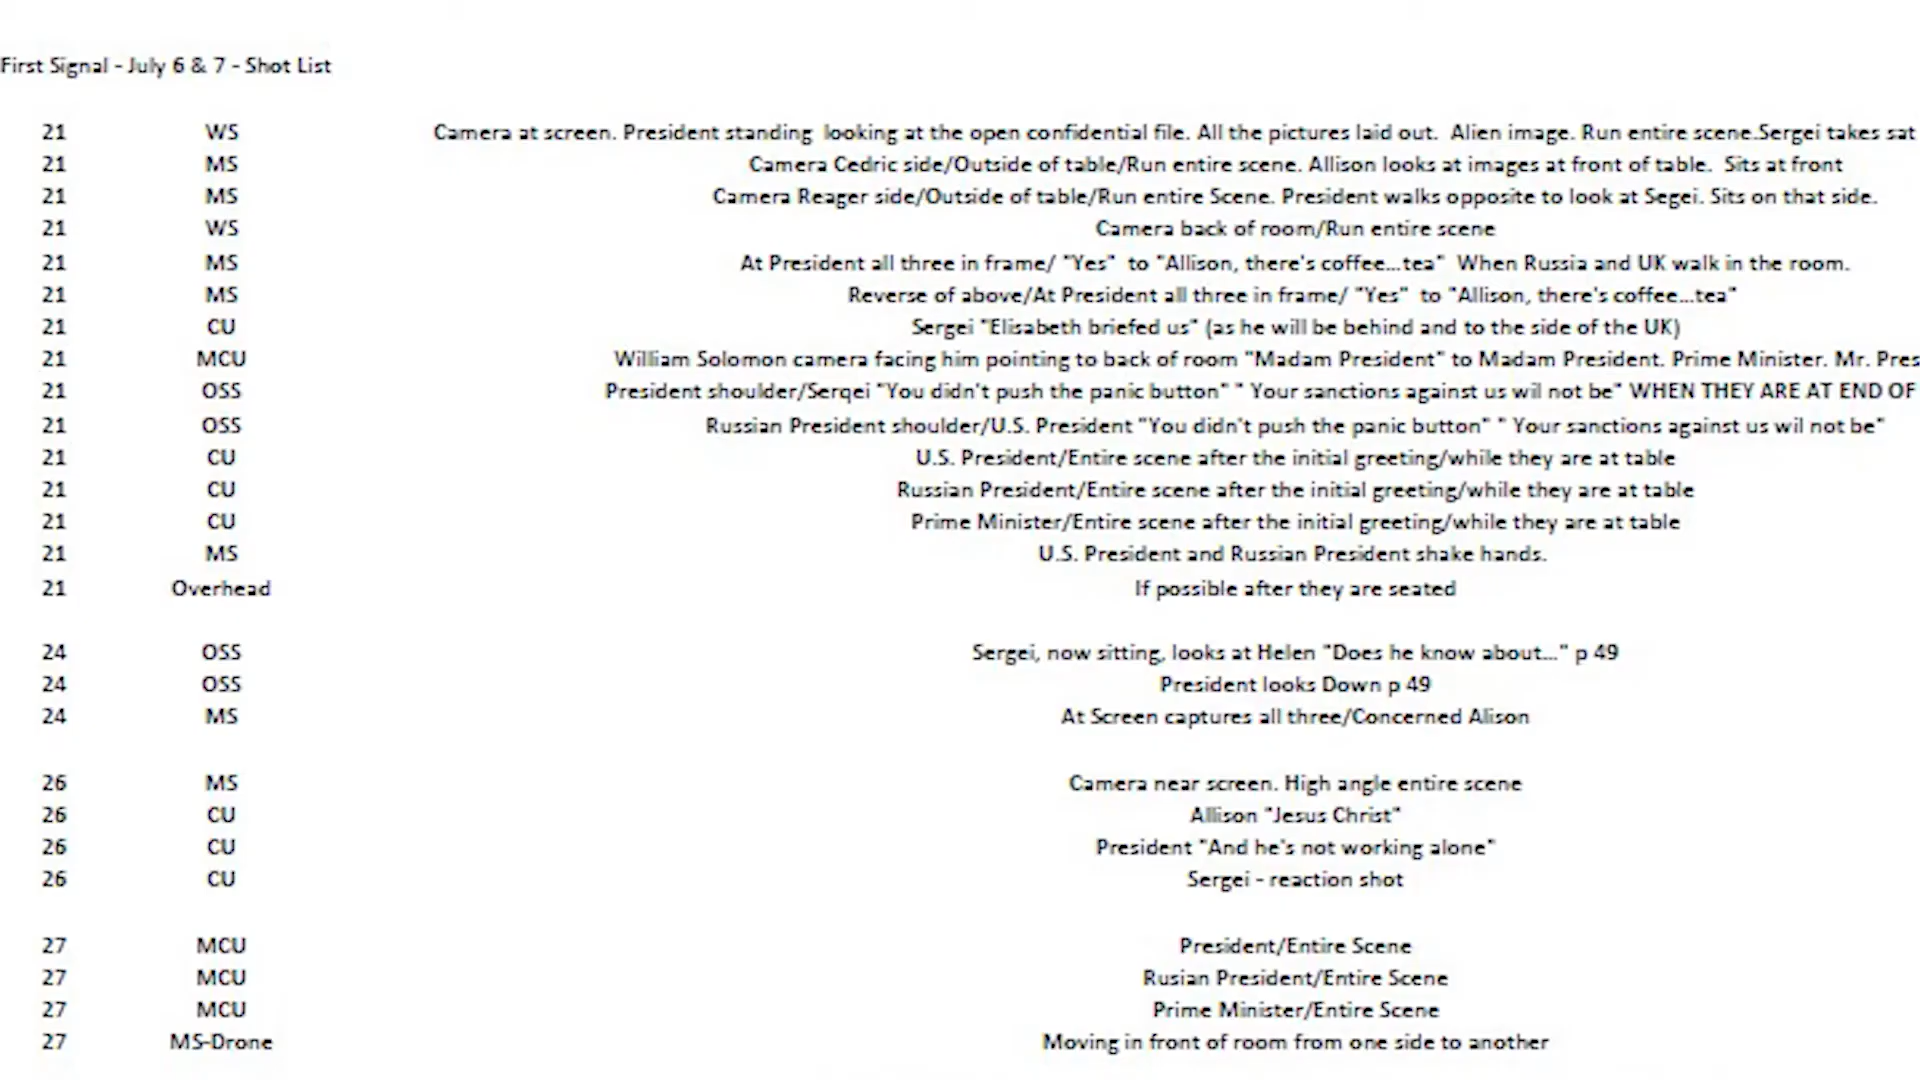 First Signal - July 6 & 7 - Shot List
21 WS Camera at screen. President standing looking at the open confidential file. All the pictures laid out. Alien image. Run entire scene.Sergei takes sat
21 MS Camera Cedric side/Outside of table/Run entire scene. Allison looks at images at front of table. Sits at front
21 MS Camera Reager side/Outside of table/Run entire Scene. President walks opposite to look at Segei. Sits on that side.
21 WS Camera back of room/Run entire scene
21 MS At President all three in frame/ "Yes" to "Allison, there's coffee...tea" When Russia and UK walk in the room.
21 MS Reverse of above/At President all three in frame/ "Yes" to "Allison, there's coffee...tea"
21 CU Sergei "Elisabeth briefed us" (as he will be behind and to the side of the UK)
21 MCU William Solomon camera facing him pointing to back of room "Madam President" to Madam President. Prime Minister. Mr. Pres
21 OSS President shoulder/Serqei "You didn't push the panic button" " Your sanctions against us wil not be" WHEN THEY ARE AT END OF
21 OSS Russian President shoulder/U.S. President "You didn't push the panic button" " Your sanctions against us wil not be"
21 CU U.S. President/Entire scene after the initial greeting/while they are at table
21 CU Russian President/Entire scene after the initial greeting/while they are at table
21 CU Prime Minister/Entire scene after the initial greeting/while they are at table
21 MS U.S. President and Russian President shake hands.
21 Overhead If possible after they are seated
24 OSS Sergei, now sitting, looks at Helen "Does he know about..." p 49
24 OSS President looks Down p 49
24 MS At Screen captures all three/Concerned Alison
26 MS Camera near screen. High angle entire scene
26 CU Allison "Jesus Christ"
26 CU President "And he's not working alone"
26 CU Sergei - reaction shot
27 MCU President/Entire Scene
27 MCU Rusian President/Entire Scene
27 MCU Prime Minister/Entire Scene
27 MS-Drone Moving in front of room from one side to another